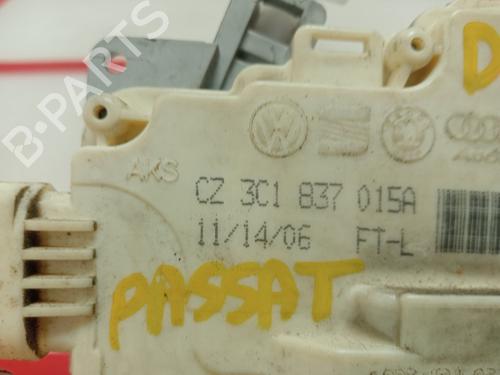 B-PARTS
D
AKS
CZ 3C1 837 015A
11/14/06 FT-L
PASSAT